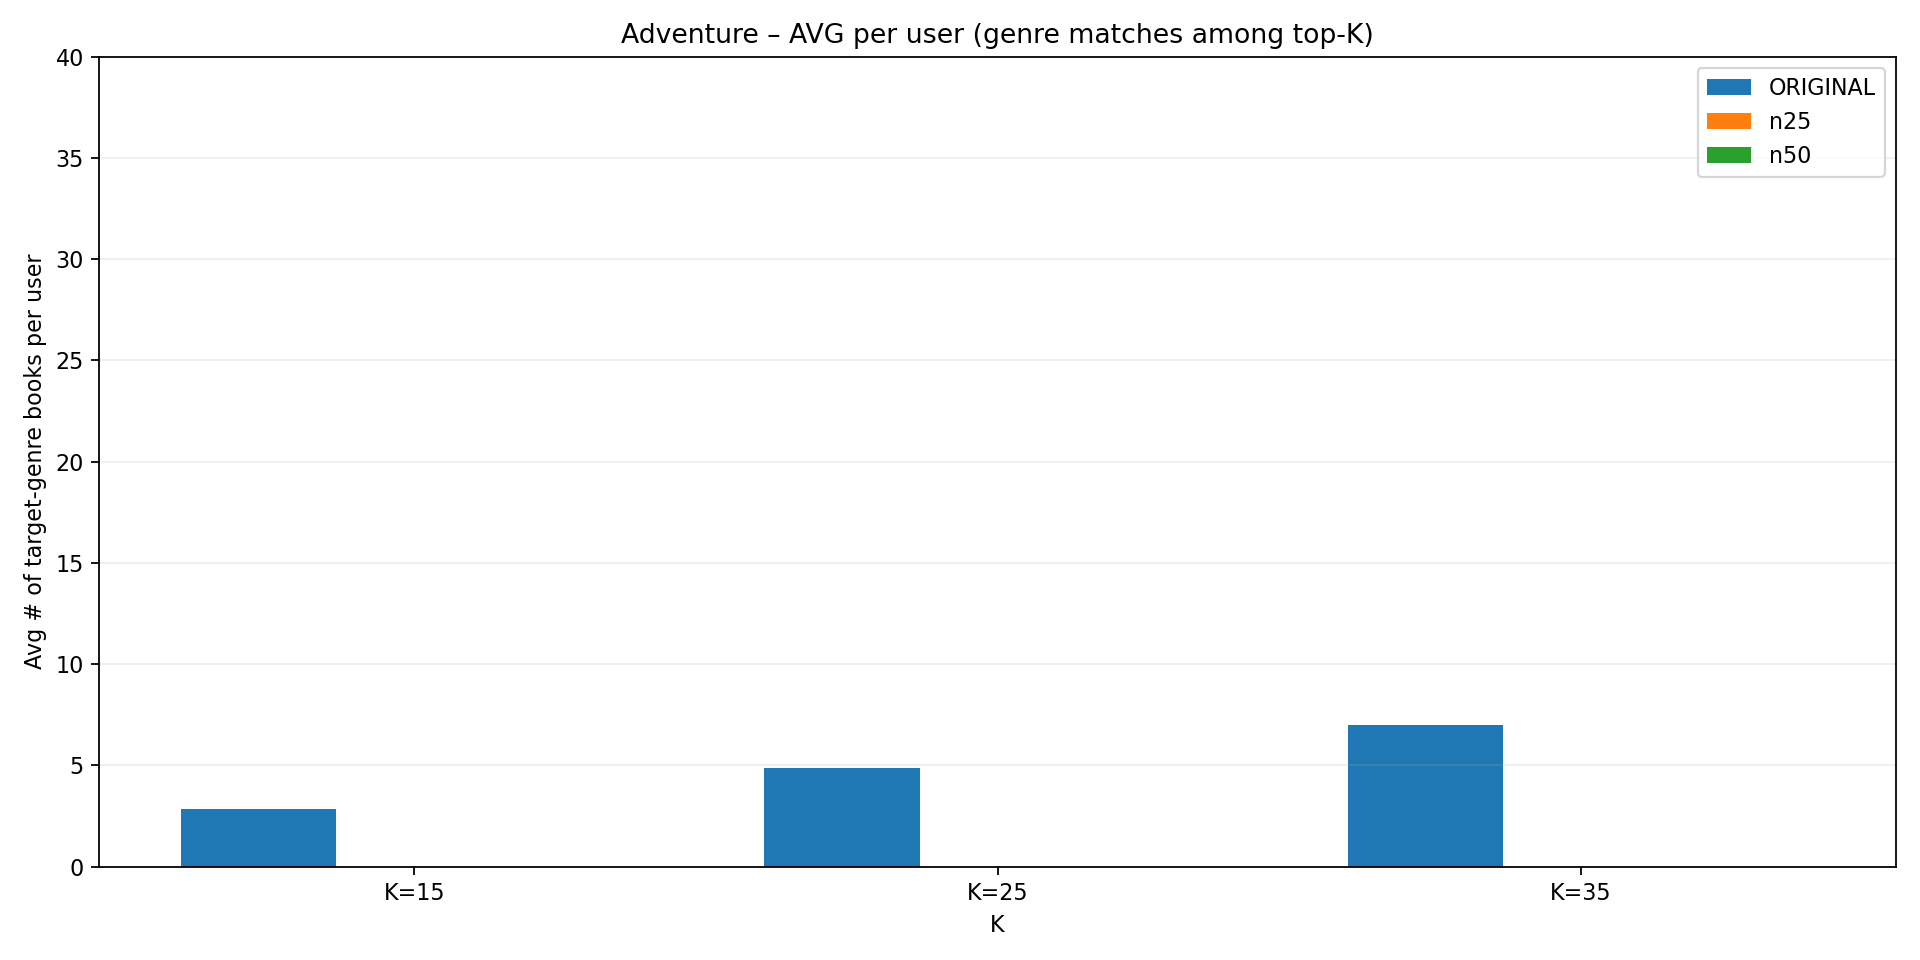 Adventure – AVG per user (genre matches among top-K)
ORIGINAL
n25
n50
Avg # of target-genre books per user
40
35
30
25
20
15
10
5
0
K=15 K=25 K=35
K